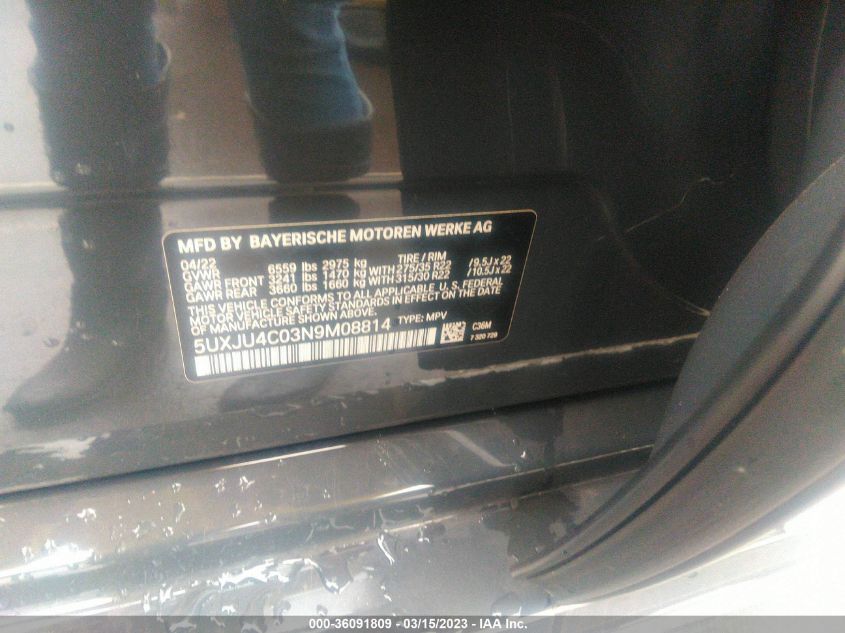 MFD BY BAYERISCHE MOTOREN WERKE AG
04/22 TIRE / RIM
GVWR 6559 lbs 2975 kg
GAWR FRONT 3241 lbs 1470 kg WITH 275/35 R22 /9.5J x 22
GAWR REAR 3660 lbs 1660 kg WITH 315/30 R22 /10.5J x 22
THIS VEHICLE CONFORMS TO ALL APPLICABLE U. S. FEDERAL
MOTOR VEHICLE SAFETY STANDARDS IN EFFECT ON THE DATE
OF MANUFACTURE SHOWN ABOVE.
5UXJU4C03N9M08814 TYPE: MPV
C36M
7 320 729
000-36091809 - 03/15/2023 - IAA Inc.